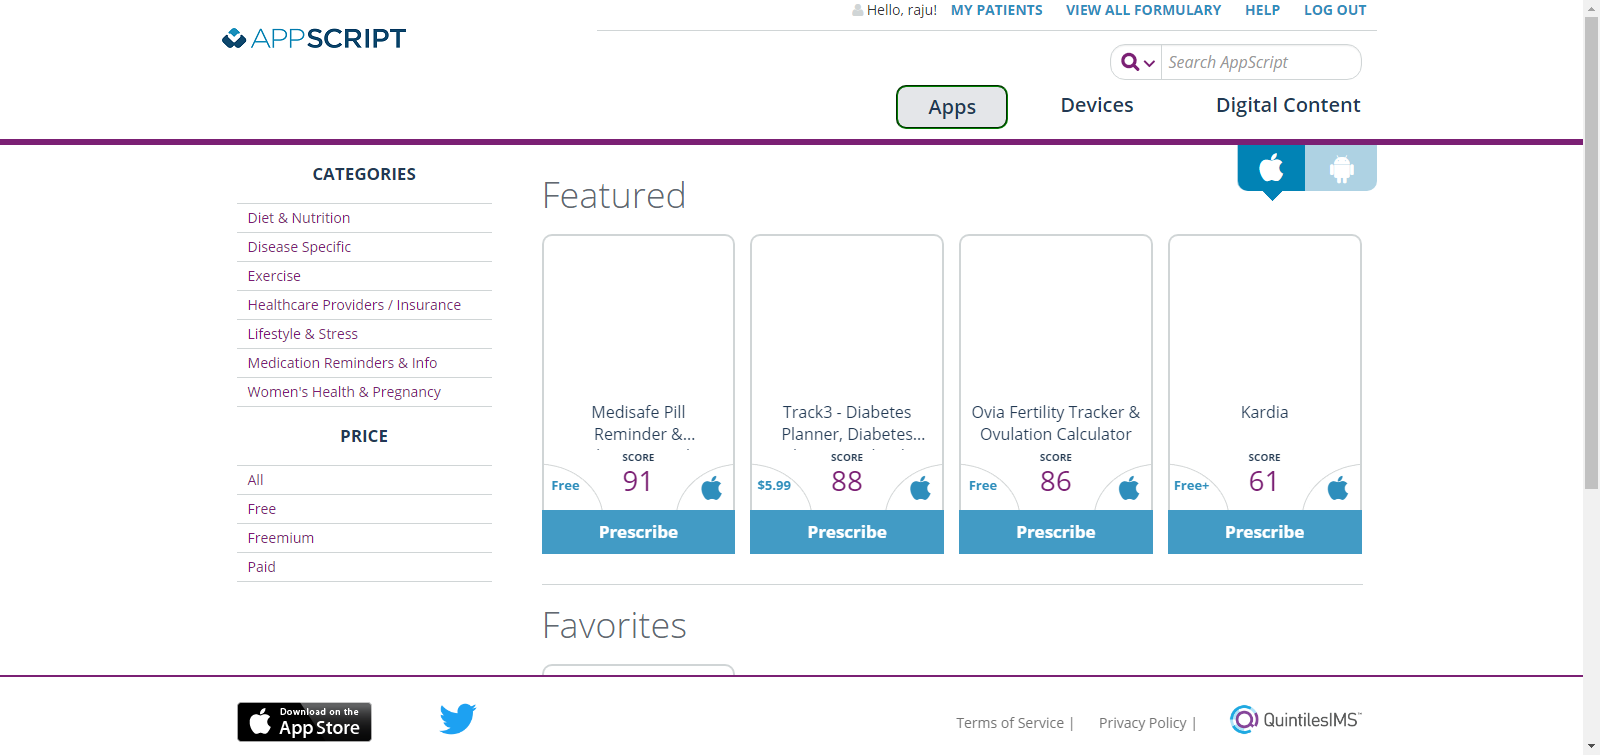 Hello, raju! MY PATIENTS VIEW ALL FORMULARY HELP LOG OUT
APPSCRIPT
Search AppScript
Apps Devices Digital Content
CATEGORIES
Diet & Nutrition
Disease Specific
Exercise
Healthcare Providers / Insurance
Lifestyle & Stress
Medication Reminders & Info
Women's Health & Pregnancy
PRICE
All
Free
Freemium
Paid
Featured
Medisafe Pill
Reminder &...
SCORE
Free 91
Prescribe
Track3 - Diabetes
Planner, Diabetes...
SCORE
$5.99 88
Prescribe
Ovia Fertility Tracker &
Ovulation Calculator
SCORE
Free 86
Prescribe
Kardia
SCORE
Free+ 61
Prescribe
Favorites
Download on the
App Store
Terms of Service |
Privacy Policy |
QuintilesIMS™